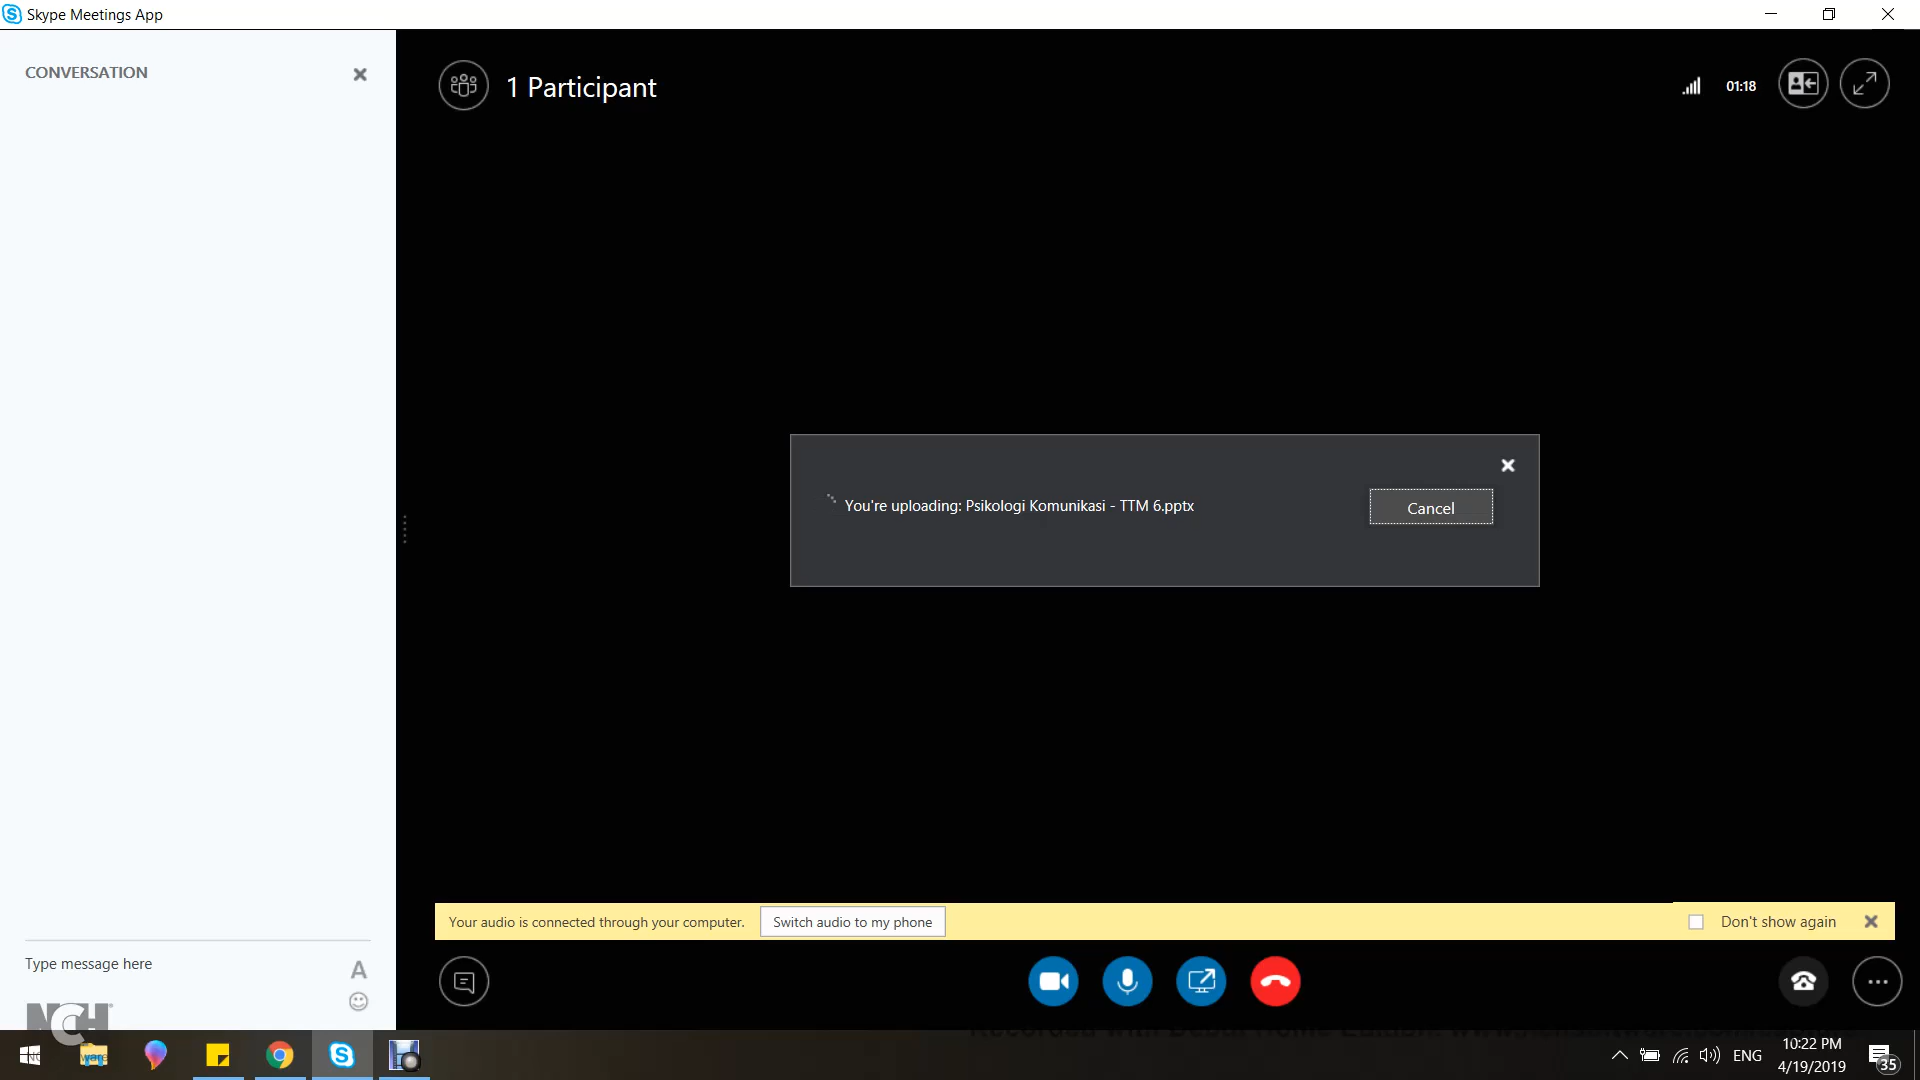 Skype Meetings App
CONVERSATION
1 Participant
01:18
You're uploading: Psikologi Komunikasi - TTM 6.pptx
Cancel
Your audio is connected through your computer.
Switch audio to my phone
Don't show again
Type message here
A
NCH
ENG
10:22 PM
4/19/2019
35